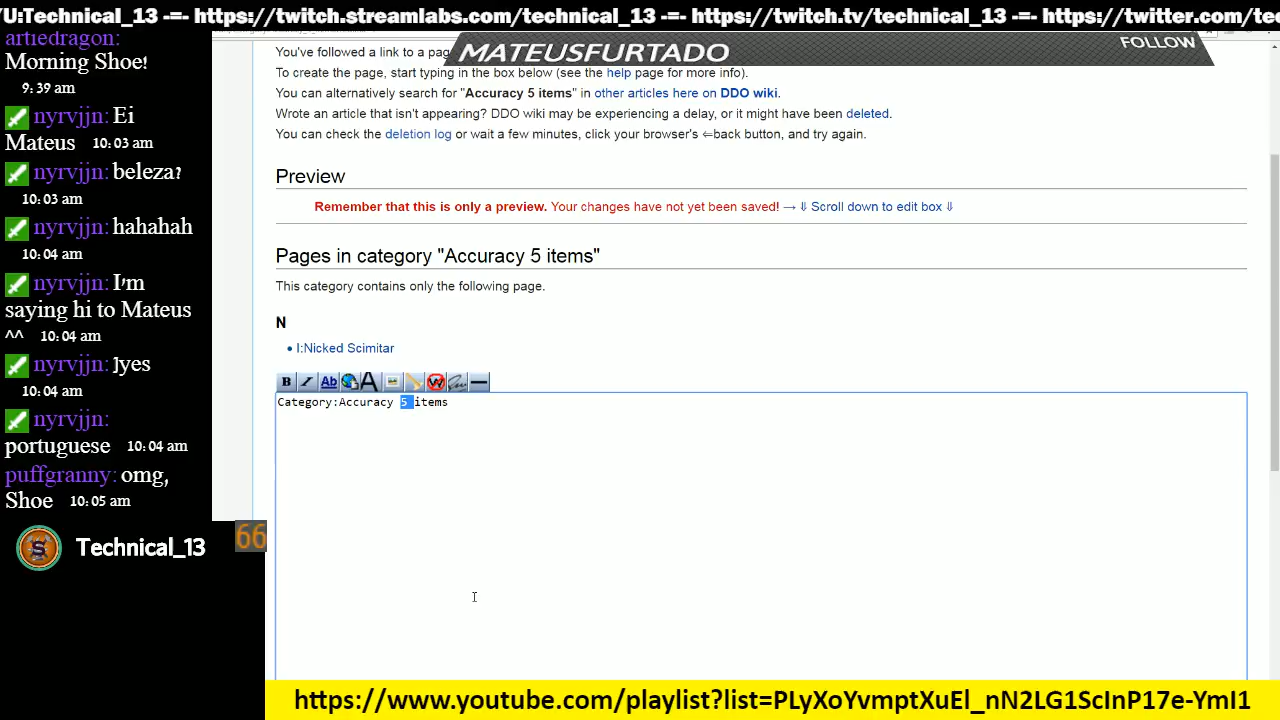 /U:Technical_13 -=- https://twitch.streamlabs.com/technical_13 -=- https://twitch.tv/technical_13 -=- https://twitter.com/tec
artiedragon:
Morning Shoe!
9:39 am
nyrvjjn: Ei
Mateus 10:03 am
nyrvjjn: beleza?
10:03 am
nyrvjjn: hahahah
10:04 am
nyrvjjn: I'm
saying hi to Mateus
^^ 10:04 am
nyrvjjn: ]yes
10:04 am
nyrvjjn:
portuguese 10:04 am
puffgranny: omg,
Shoe 10:05 am
Technical_13
66
MATEUSFURTADO
FOLLOW
You've followed a link to a pag
To create the page, start typing in the box below (see the help page for more info).
You can alternatively search for "Accuracy 5 items" in other articles here on DDO wiki.
Wrote an article that isn't appearing? DDO wiki may be experiencing a delay, or it might have been deleted.
You can check the deletion log or wait a few minutes, click your browser's ⇐back button, and try again.
Preview
Remember that this is only a preview. Your changes have not yet been saved! → ⇓ Scroll down to edit box ⇓
Pages in category "Accuracy 5 items"
This category contains only the following page.
N
• I:Nicked Scimitar
B I Ab A W
Category:Accuracy 5 items
https://www.youtube.com/playlist?list=PLyXoYvmptXuEl_nN2LG1ScInP17e-YmI1